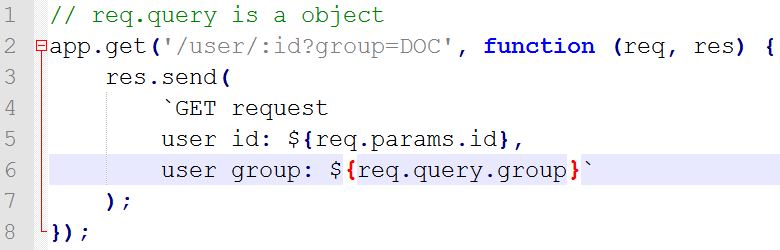 1 // req.query is a object
2 app.get('/user/:id?group=DOC', function (req, res) {
3     res.send(
4         `GET request
5         user id: ${req.params.id},
6         user group: ${req.query.group}`
7     );
8 });